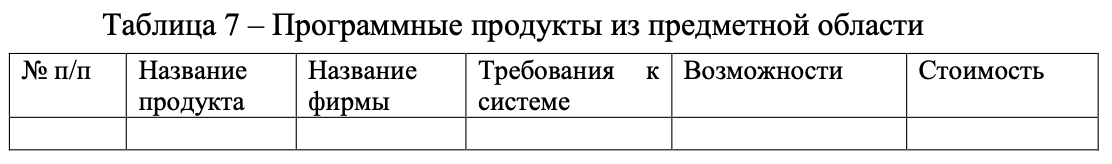 Таблица 7 – Программные продукты из предметной области
№ п/п Название Название Требования к Возможности Стоимость
продукта фирмы системе